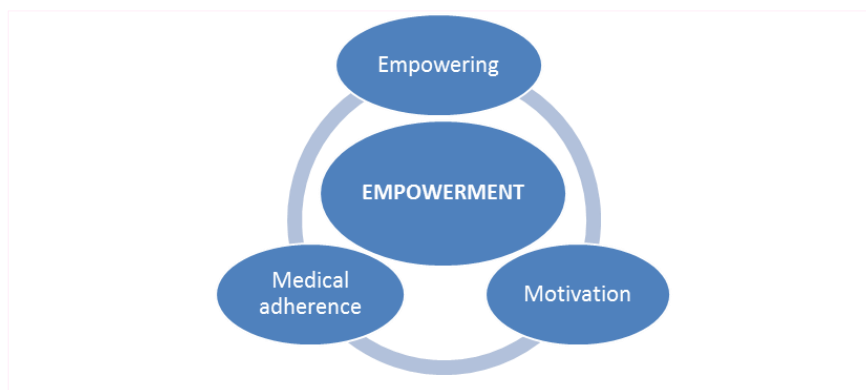 Empowering
EMPOWERMENT
Medical
adherence
Motivation